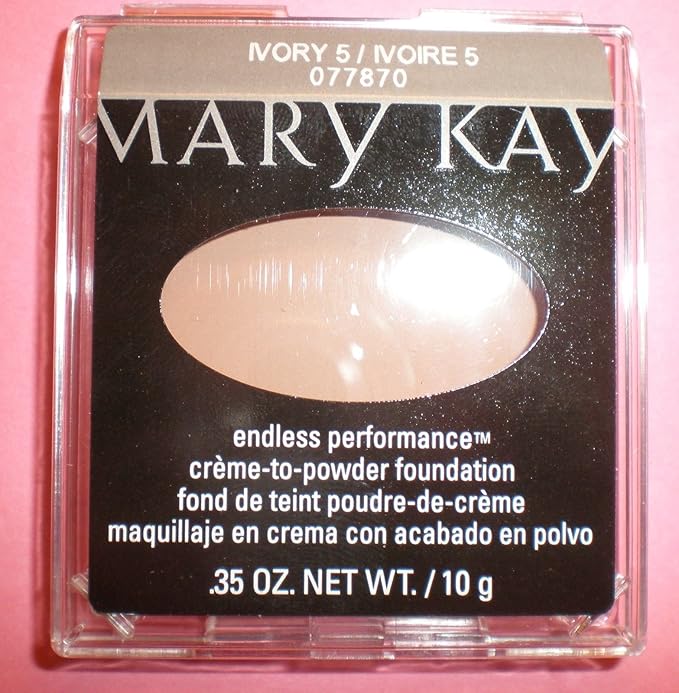 IVORY 5 / IVOIRE 5
077870
MARY KAY
endless performance™
crème-to-powder foundation
fond de teint poudre-de-crème
maquillaje en crema con acabado en polvo
.35 OZ. NET WT. / 10 g